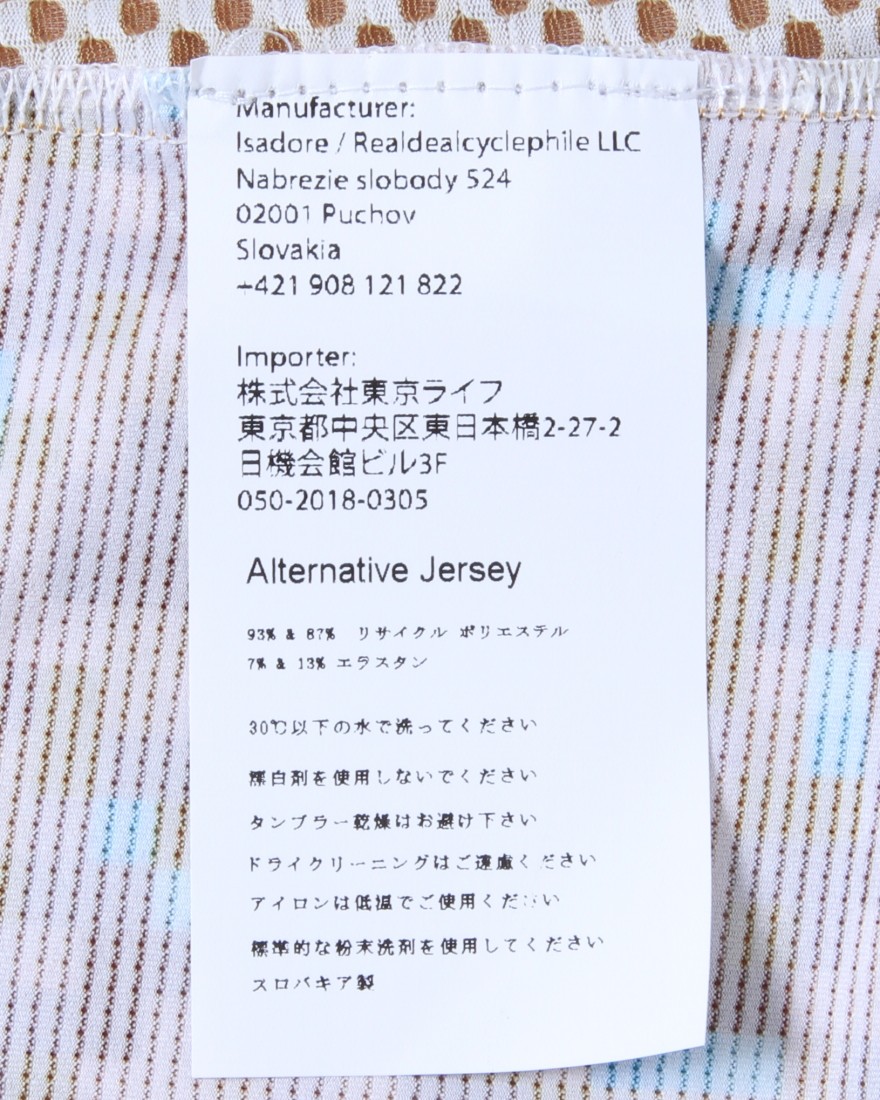 Manufacturer:
Isadore / Realdealcyclephile LLC
Nabrezie slobody 524
02001 Puchov
Slovakia
+421 908 121 822
Importer:
株式会社東京ライフ
東京都中央区東日本橋2-27-2
日機会館ビル3F
050-2018-0305
Alternative Jersey
93% & 87% リサイクル ポリエステル
7% & 13% エラスタン
30℃以下の水で洗ってください
漂白剤を使用しないでください
タンブラー乾燥はお避け下さい
ドライクリーニングはご遠慮ください
アイロンは低温でご使用ください
標準的な粉末洗剤を使用してください
スロバキア製